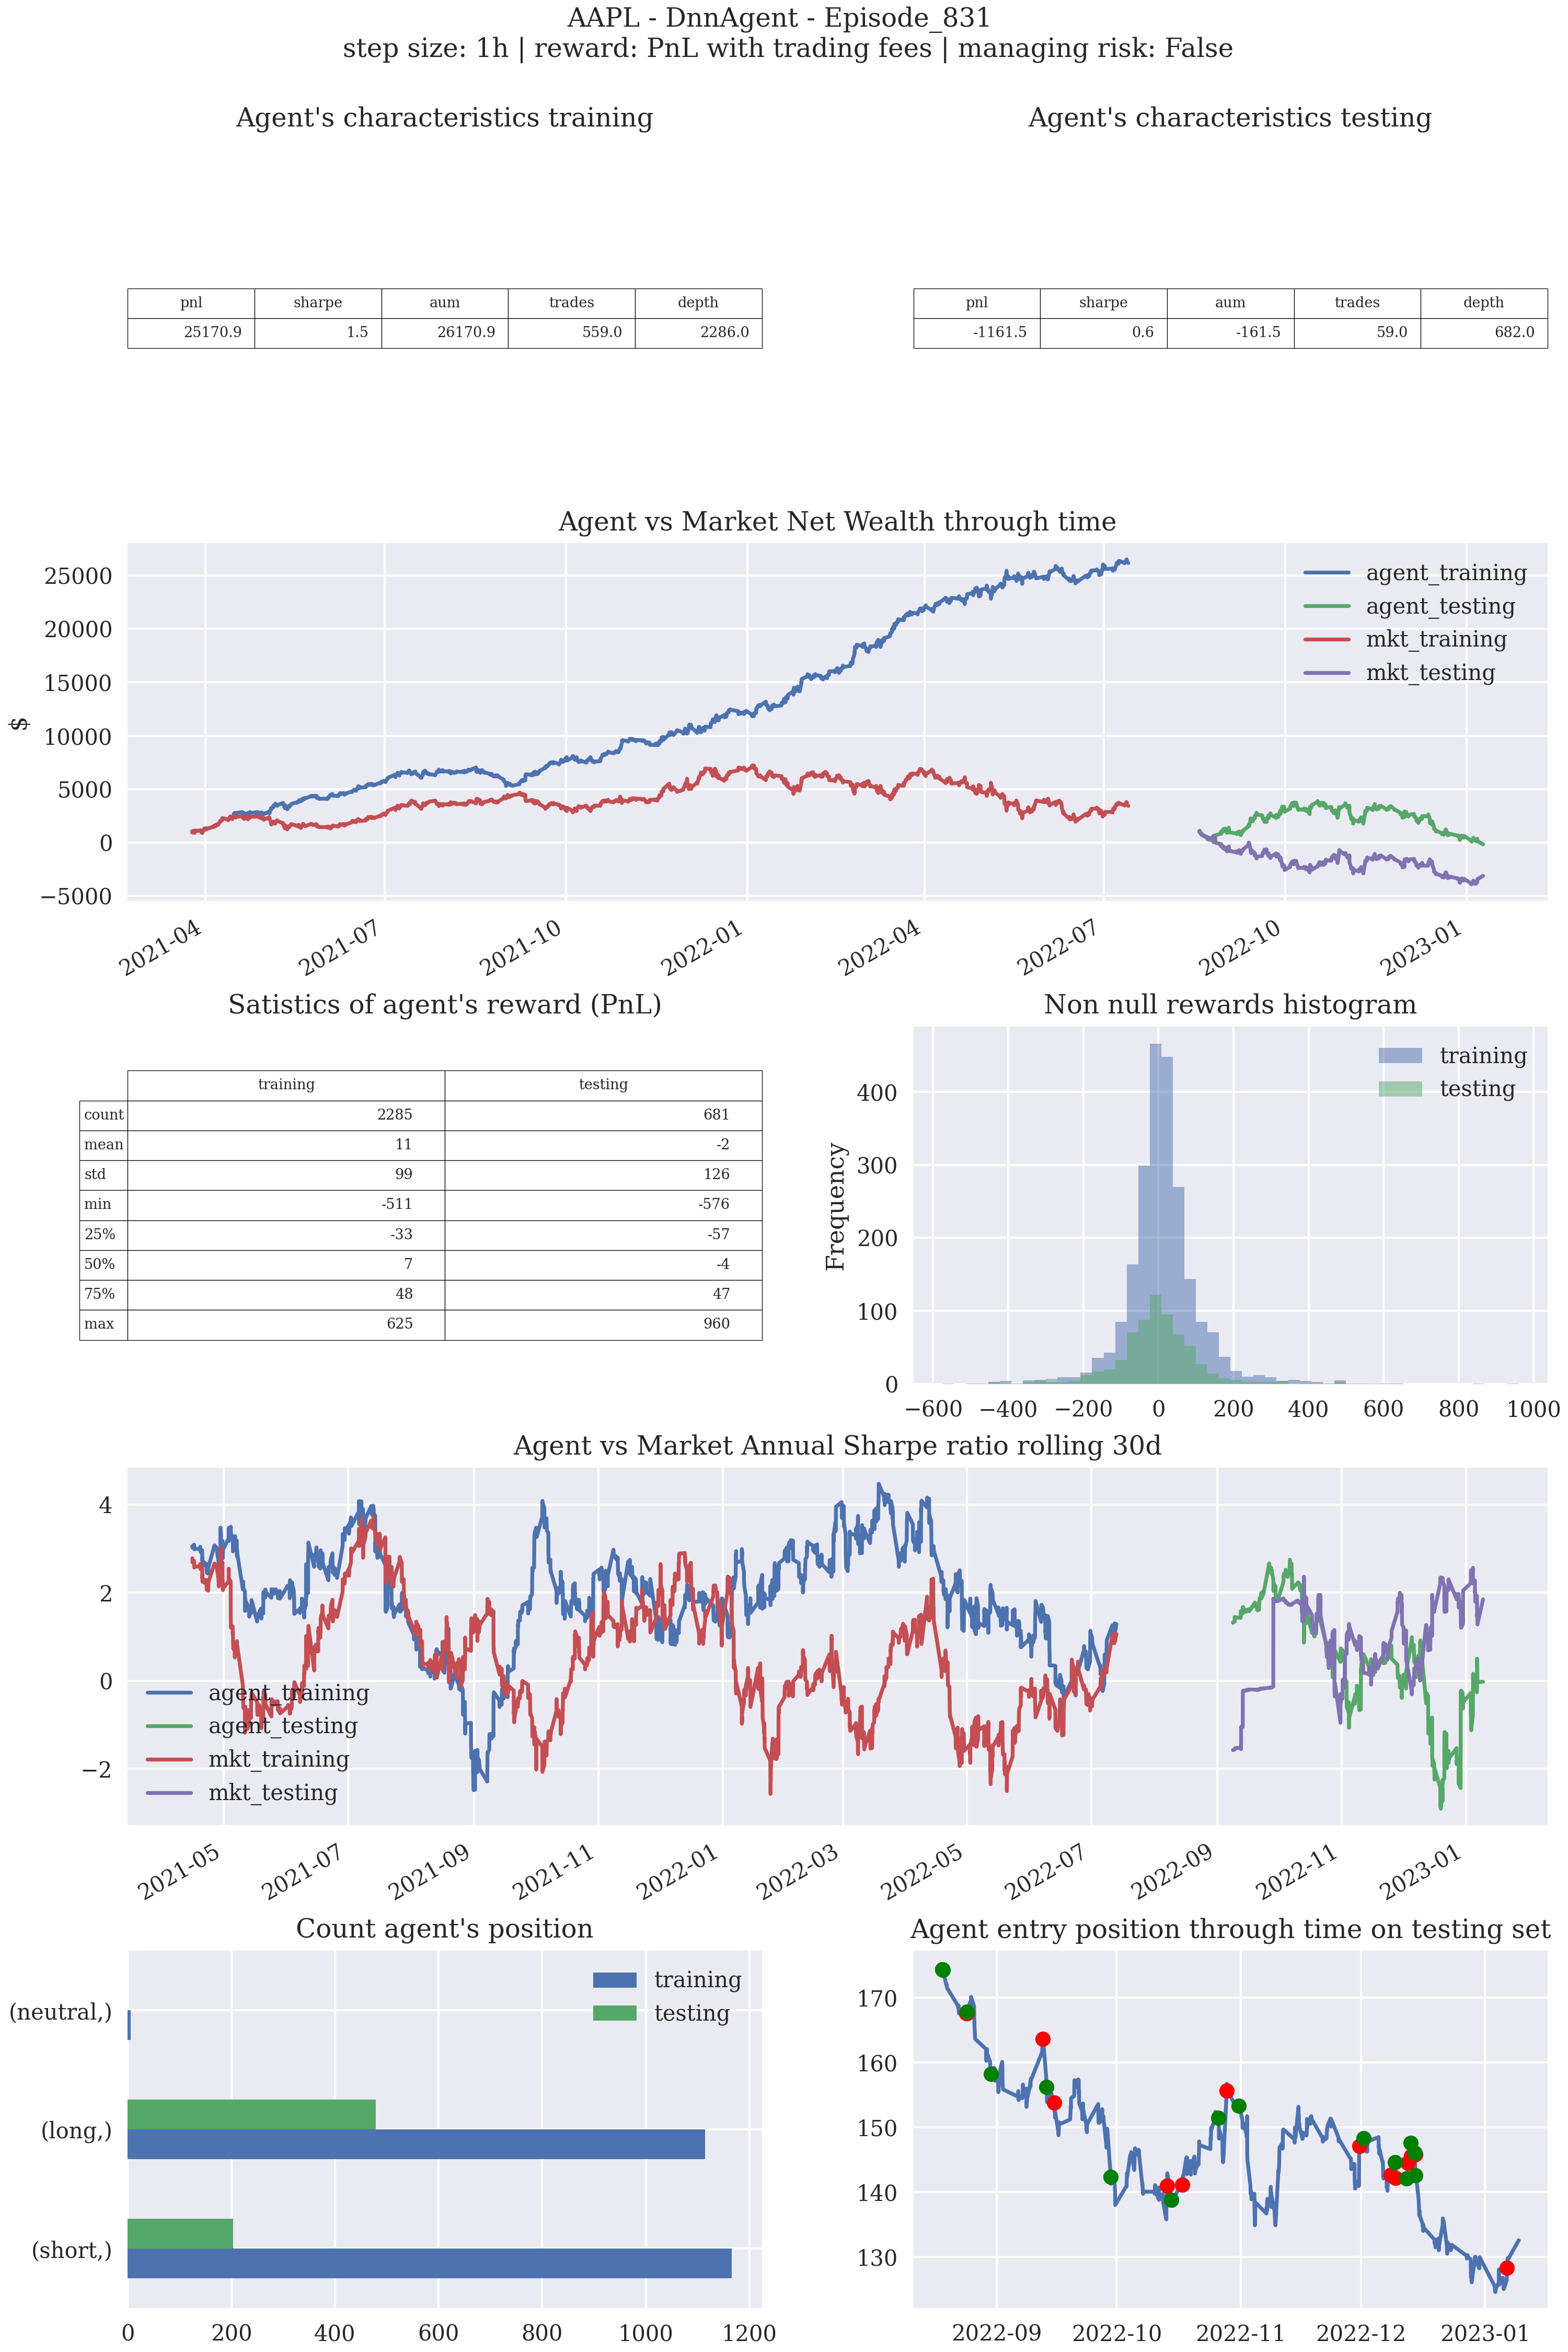 AAPL - DnnAgent - Episode_831
step size: 1h | reward: PnL with trading fees | managing risk: False
Agent's characteristics training
Agent's characteristics testing
pnl sharpe aum trades depth
25170.9 1.5 26170.9 559.0 2286.0
pnl sharpe aum trades depth
-1161.5 0.6 -161.5 59.0 682.0
Agent vs Market Net Wealth through time
$
25000
20000
15000
10000
5000
0
−5000
agent_training
agent_testing
mkt_training
mkt_testing
2021-04 2021-07 2021-10 2022-01 2022-04 2022-07 2022-10 2023-01
Satistics of agent's reward (PnL)
training testing
count 2285 681
mean 11 -2
std 99 126
min -511 -576
25% -33 -57
50% 7 -4
75% 48 47
max 625 960
Non null rewards histogram
Frequency
400
300
200
100
0
training
testing
−600 −400 −200 0 200 400 600 800 1000
Agent vs Market Annual Sharpe ratio rolling 30d
4
2
0
−2
agent_training
agent_testing
mkt_training
mkt_testing
2021-05 2021-07 2021-09 2021-11 2022-01 2022-03 2022-05 2022-07 2022-09 2022-11 2023-01
Count agent's position
training
testing
(neutral,)
(long,)
(short,)
0 200 400 600 800 1000 1200
Agent entry position through time on testing set
170
160
150
140
130
2022-09 2022-10 2022-11 2022-12 2023-01